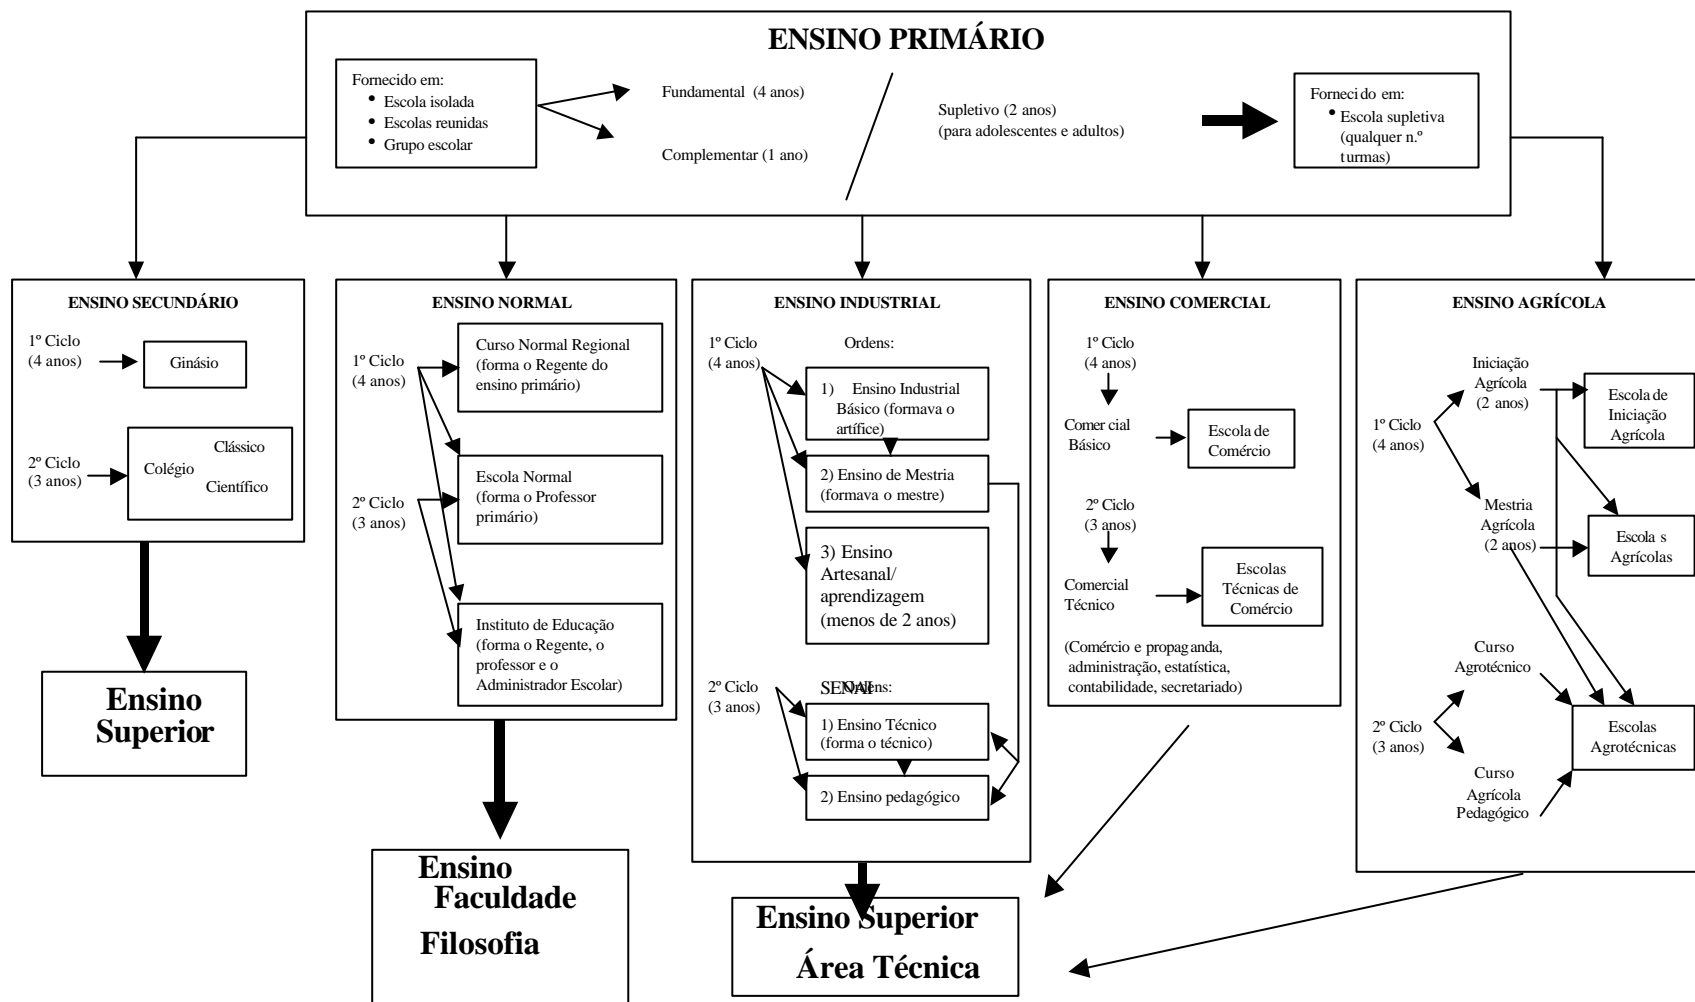 ENSINO PRIMÁRIO
Fornecido em:
• Escola isolada
• Escolas reunidas
• Grupo escolar
Fundamental (4 anos)
Complementar (1 ano)
Supletivo (2 anos)
(para adolescentes e adultos)
Fornecido em:
• Escola supletiva
(qualquer n.º
turmas)
ENSINO SECUNDÁRIO
1º Ciclo
(4 anos)
Ginásio
2º Ciclo
(3 anos)
Clássico
Colégio
Científico
Ensino
Superior
ENSINO NORMAL
1º Ciclo
(4 anos)
Curso Normal Regional
(forma o Regente do
ensino primário)
Escola Normal
(forma o Professor
primário)
2º Ciclo
(3 anos)
Instituto de Educação
(forma o Regente, o
professor e o
Administrador Escolar)
Ensino
Faculdade
Filosofia
ENSINO INDUSTRIAL
1º Ciclo
(4 anos)
Ordens:
1) Ensino Industrial
Básico (formava o
artífice)
2) Ensino de Mestria
(formava o mestre)
3) Ensino
Artesanal/
aprendizagem
(menos de 2 anos)
SENAI
2º Ciclo
(3 anos)
Ordens:
1) Ensino Técnico
(forma o técnico)
2) Ensino pedagógico
Ensino Superior
Área Técnica
ENSINO COMERCIAL
1º Ciclo
(4 anos)
Comercial
Básico
Escola de
Comércio
2º Ciclo
(3 anos)
Comercial
Técnico
Escolas
Técnicas de
Comércio
(Comércio e propaganda,
administração, estatística,
contabilidade, secretariado)
ENSINO AGRÍCOLA
1º Ciclo
(4 anos)
Iniciação
Agrícola
(2 anos)
Escola de
Iniciação
Agrícola
Mestria
Agrícola
(2 anos)
Escola s
Agrícolas
2º Ciclo
(3 anos)
Curso
Agrotécnico
Curso
Agrícola
Pedagógico
Escolas
Agrotécnicas